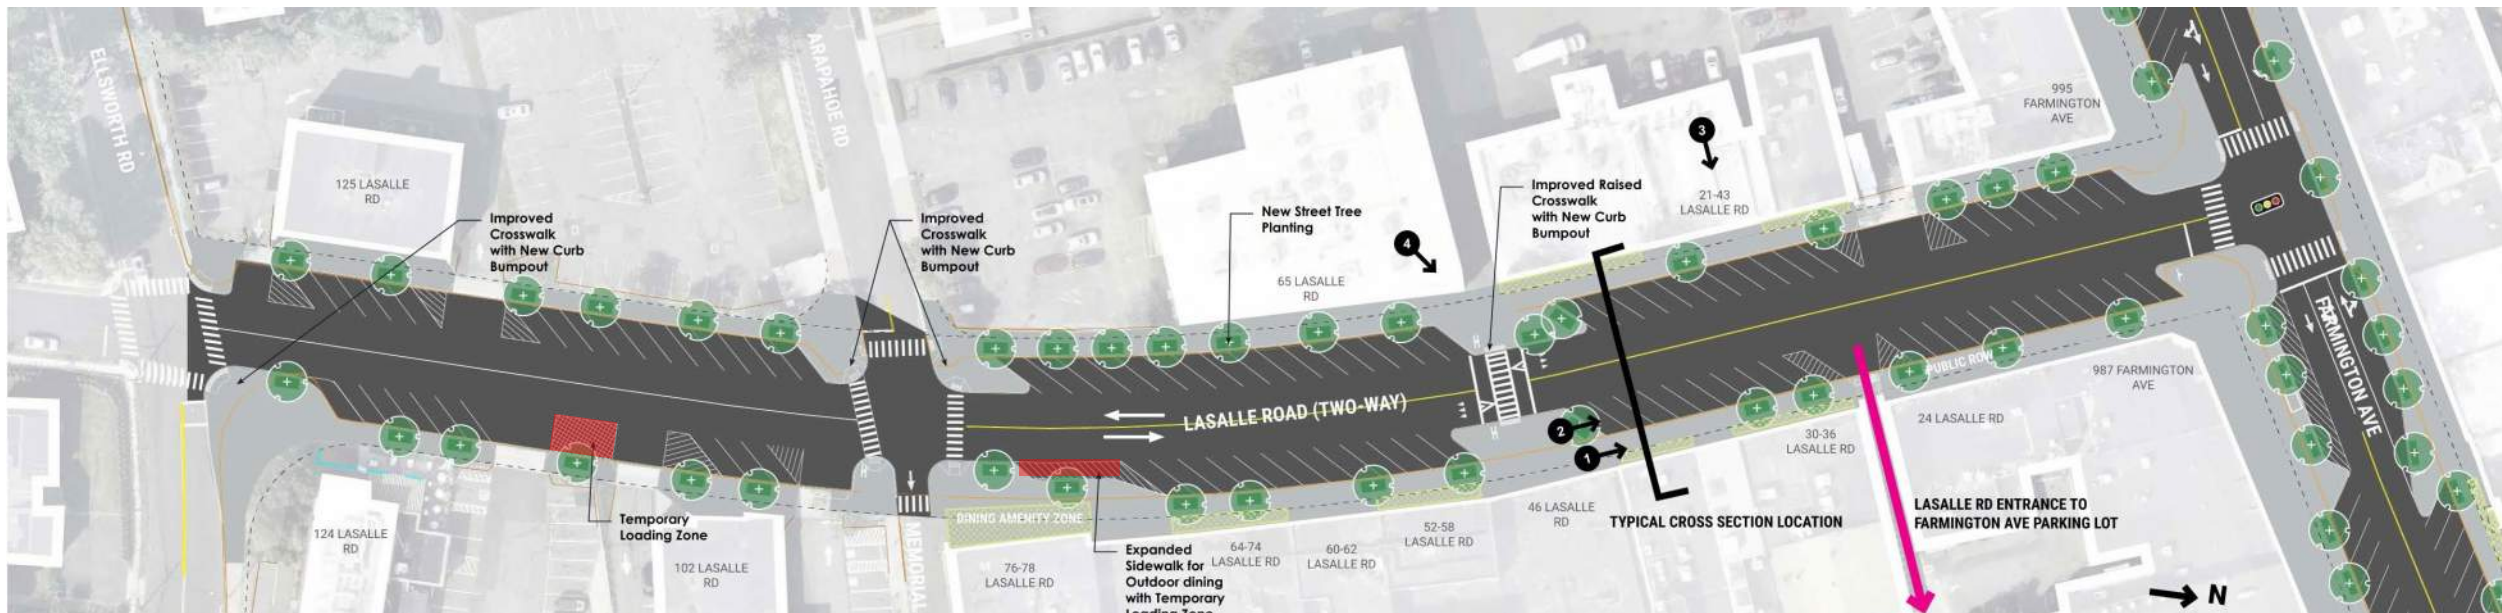 ELLSWORTH RD
ARAPAHOE RD
125 LASALLE
RD
Improved
Crosswalk
with New Curb
Bumpout
Improved
Crosswalk
with New Curb
Bumpout
New Street Tree
Planting
65 LASALLE
RD
4
Improved Raised
Crosswalk
with New Curb
Bumpout
3
21-43
LASALLE RD
995
FARMINGTON
AVE
LASALLE ROAD (TWO-WAY)
H
H
2
1
PUBLIC ROW
FARMINGTON AVE
987 FARMINGTON
AVE
24 LASALLE RD
30-36
LASALLE RD
46 LASALLE
RD
TYPICAL CROSS SECTION LOCATION
LASALLE RD ENTRANCE TO
FARMINGTON AVE PARKING LOT
124 LASALLE
RD
Temporary
Loading Zone
102 LASALLE
RD
MEMORIAL
DINING AMENITY ZONE
76-78
LASALLE RD
Expanded
Sidewalk for
Outdoor dining
with Temporary
Loading Zone
64-74
LASALLE RD
60-62
LASALLE RD
52-58
LASALLE RD
N